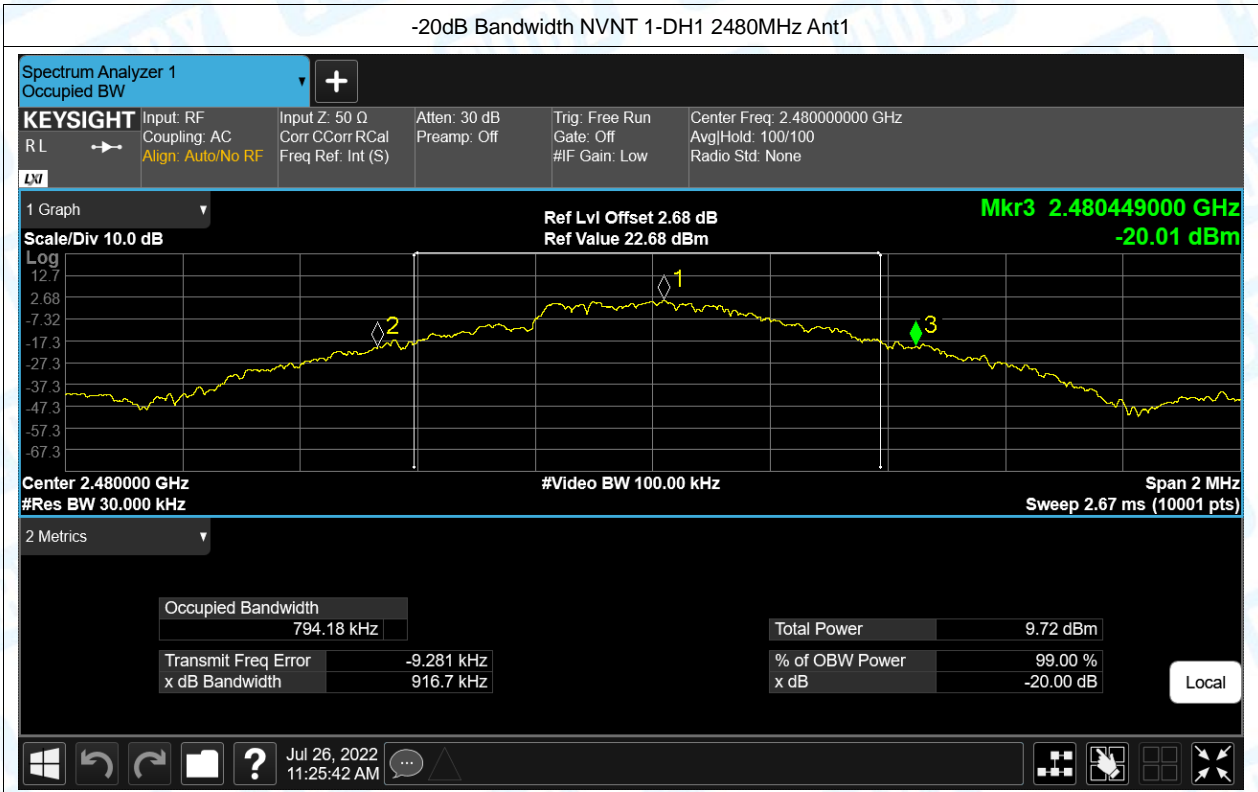 -20dB Bandwidth NVNT 1-DH1 2480MHz Ant1
Spectrum Analyzer 1
Occupied BW
KEYSIGHT
R L
LXI
Input: RF
Coupling: AC
Align: Auto/No RF
Input Z: 50 Ω
Corr CCorr RCal
Freq Ref: Int (S)
Atten: 30 dB
Preamp: Off
Trig: Free Run
Gate: Off
#IF Gain: Low
Center Freq: 2.480000000 GHz
Avg|Hold: 100/100
Radio Std: None
1 Graph
Scale/Div 10.0 dB
Ref Lvl Offset 2.68 dB
Ref Value 22.68 dBm
Mkr3 2.480449000 GHz
-20.01 dBm
Log
12.7
2.68
-7.32
-17.3
-27.3
-37.3
-47.3
-57.3
-67.3
1
2
3
Center 2.480000 GHz
#Res BW 30.000 kHz
#Video BW 100.00 kHz
Span 2 MHz
Sweep 2.67 ms (10001 pts)
2 Metrics
Occupied Bandwidth
794.18 kHz
Transmit Freq Error -9.281 kHz
x dB Bandwidth 916.7 kHz
Total Power 9.72 dBm
% of OBW Power 99.00 %
x dB -20.00 dB
Local
?
Jul 26, 2022
11:25:42 AM